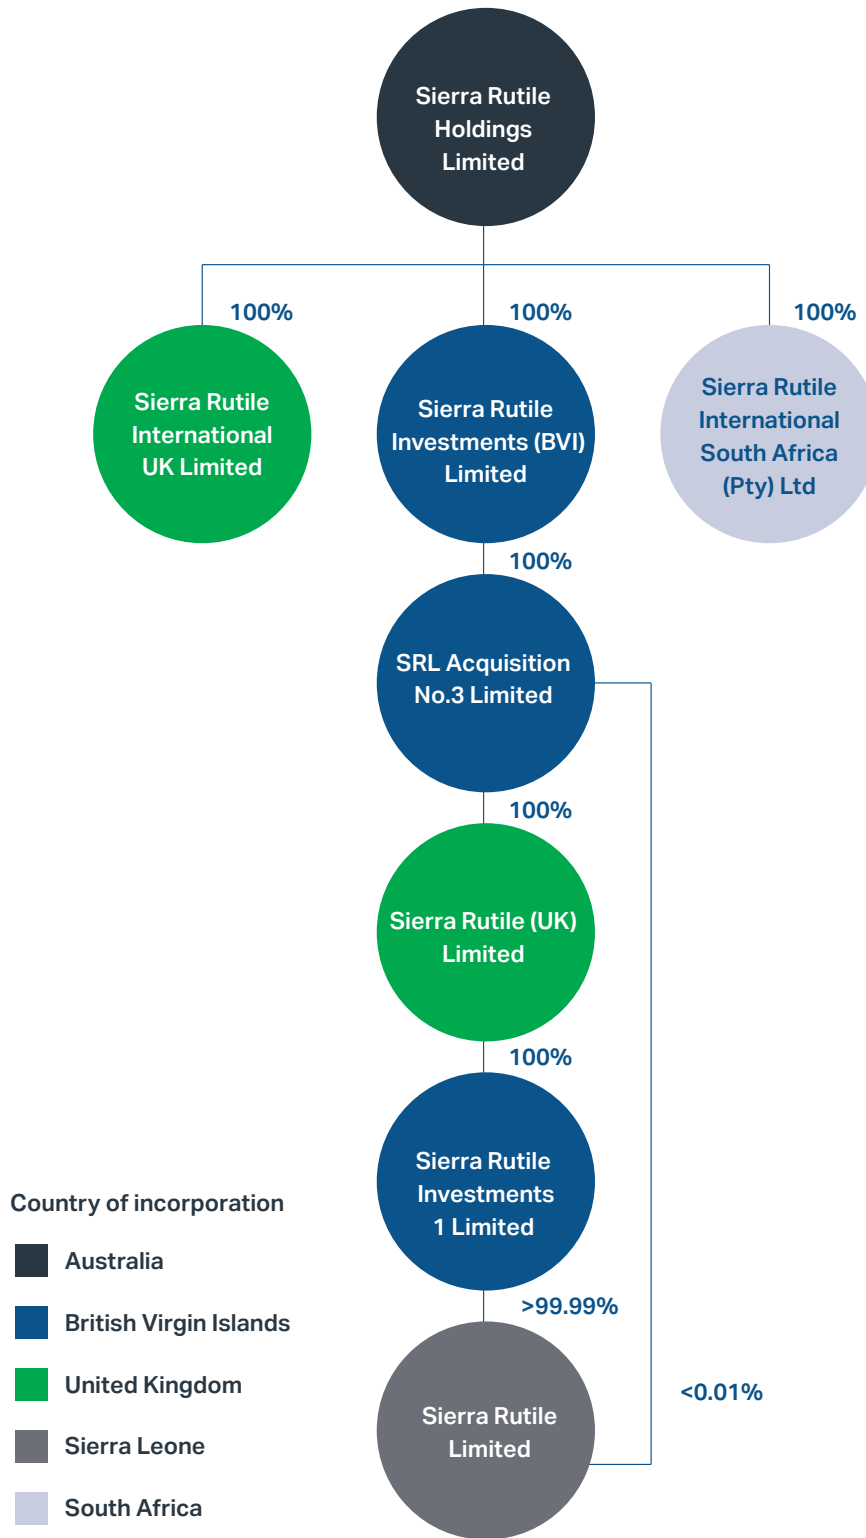 Sierra Rutile
Holdings
Limited
100%
100%
100%
Sierra Rutile
International
UK Limited
Sierra Rutile
Investments (BVI)
Limited
Sierra Rutile
International
South Africa
(Pty) Ltd
100%
SRL Acquisition
No.3 Limited
100%
Sierra Rutile (UK)
Limited
100%
Sierra Rutile
Investments
1 Limited
>99.99%
<0.01%
Sierra Rutile
Limited
Country of incorporation
Australia
British Virgin Islands
United Kingdom
Sierra Leone
South Africa